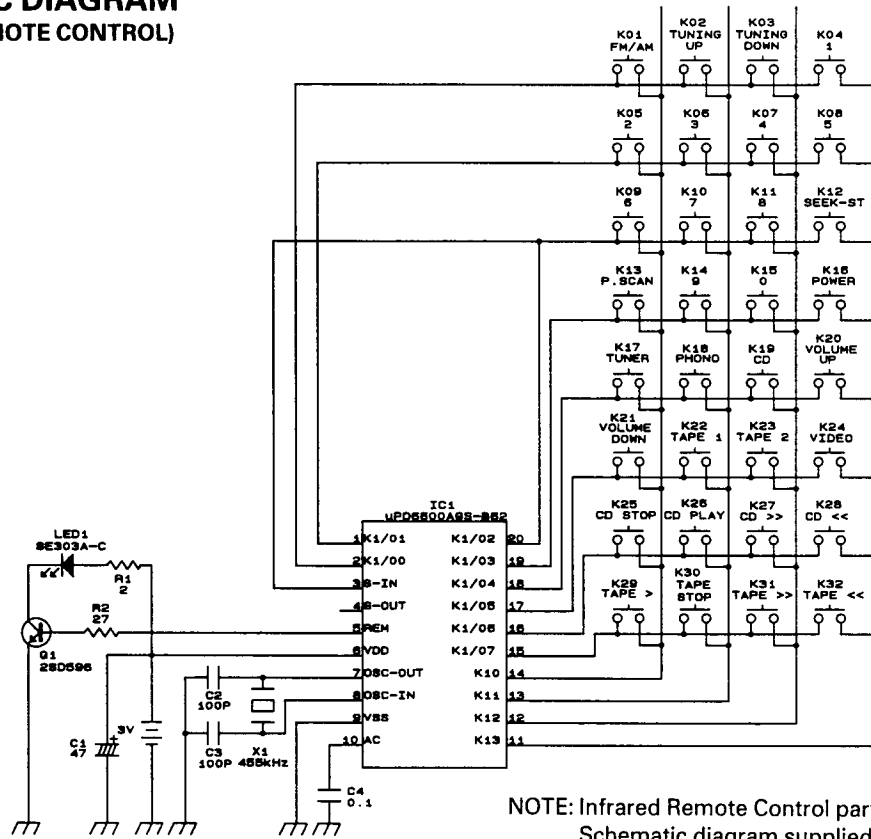 C DIAGRAM
MOTE CONTROL)
K01
FM/AM
K02
TUNING
UP
K03
TUNING
DOWN
K04
1
K05
2
K06
3
K07
4
K08
5
K09
6
K10
7
K11
8
K12
SEEK-ST
K13
P.SCAN
K14
9
K15
0
K16
POWER
K17
TUNER
K18
PHONO
K19
CD
K20
VOLUME
UP
K21
VOLUME
DOWN
K22
TAPE 1
K23
TAPE 2
K24
VIDEO
K25
CD STOP
K26
CD PLAY
K27
CD >>
K28
CD <<
K29
TAPE >
K30
TAPE
STOP
K31
TAPE >>
K32
TAPE <<
IC1
uPD6600AGS-B62
1 K1/01
2 K1/00
3 S-IN
4 S-OUT
5 REM
6 VDD
7 OSC-OUT
8 OSC-IN
9 VSS
10 AC
K1/02 20
K1/03 19
K1/04 18
K1/05 17
K1/06 16
K1/07 15
K10 14
K11 13
K12 12
K13 11
LED1
SE303A-C
R1
2
R2
27
Q1
2SD596
C1
47
+
3V
C2
100P
C3
100P
X1
455kHz
C4
0.1
NOTE: Infrared Remote Control par
Schematic diagram supplied